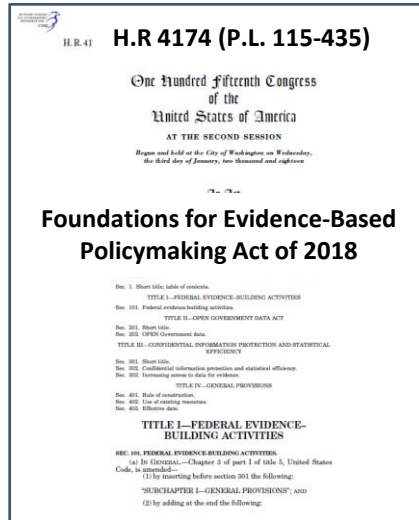 H. R. 41
H.R 4174 (P.L. 115-435)
One Hundred Fifteenth Congress
of the
United States of America
AT THE SECOND SESSION
Begun and held at the City of Washington on Wednesday,
the third day of January, two thousand and eighteen
An Act
Foundations for Evidence-Based
Policymaking Act of 2018
Sec. 1. Short title; table of contents.
TITLE I—FEDERAL EVIDENCE-BUILDING ACTIVITIES
Sec. 101. Federal evidence-building activities.
TITLE II—OPEN GOVERNMENT DATA ACT
Sec. 201. Short title.
Sec. 202. OPEN Government data.
TITLE III—CONFIDENTIAL INFORMATION PROTECTION AND STATISTICAL
EFFICIENCY
Sec. 301. Short title.
Sec. 302. Confidential information protection and statistical efficiency.
Sec. 303. Increasing access to data for evidence.
TITLE IV—GENERAL PROVISIONS
Sec. 401. Rule of construction.
Sec. 402. Use of existing resources.
Sec. 403. Effective date.
TITLE I—FEDERAL EVIDENCE-
BUILDING ACTIVITIES
SEC. 101. FEDERAL EVIDENCE-BUILDING ACTIVITIES.
(a) IN GENERAL.—Chapter 3 of part I of title 5, United States
Code, is amended—
(1) by inserting before section 301 the following:
"SUBCHAPTER I—GENERAL PROVISIONS"; AND
(2) by adding at the end the following: